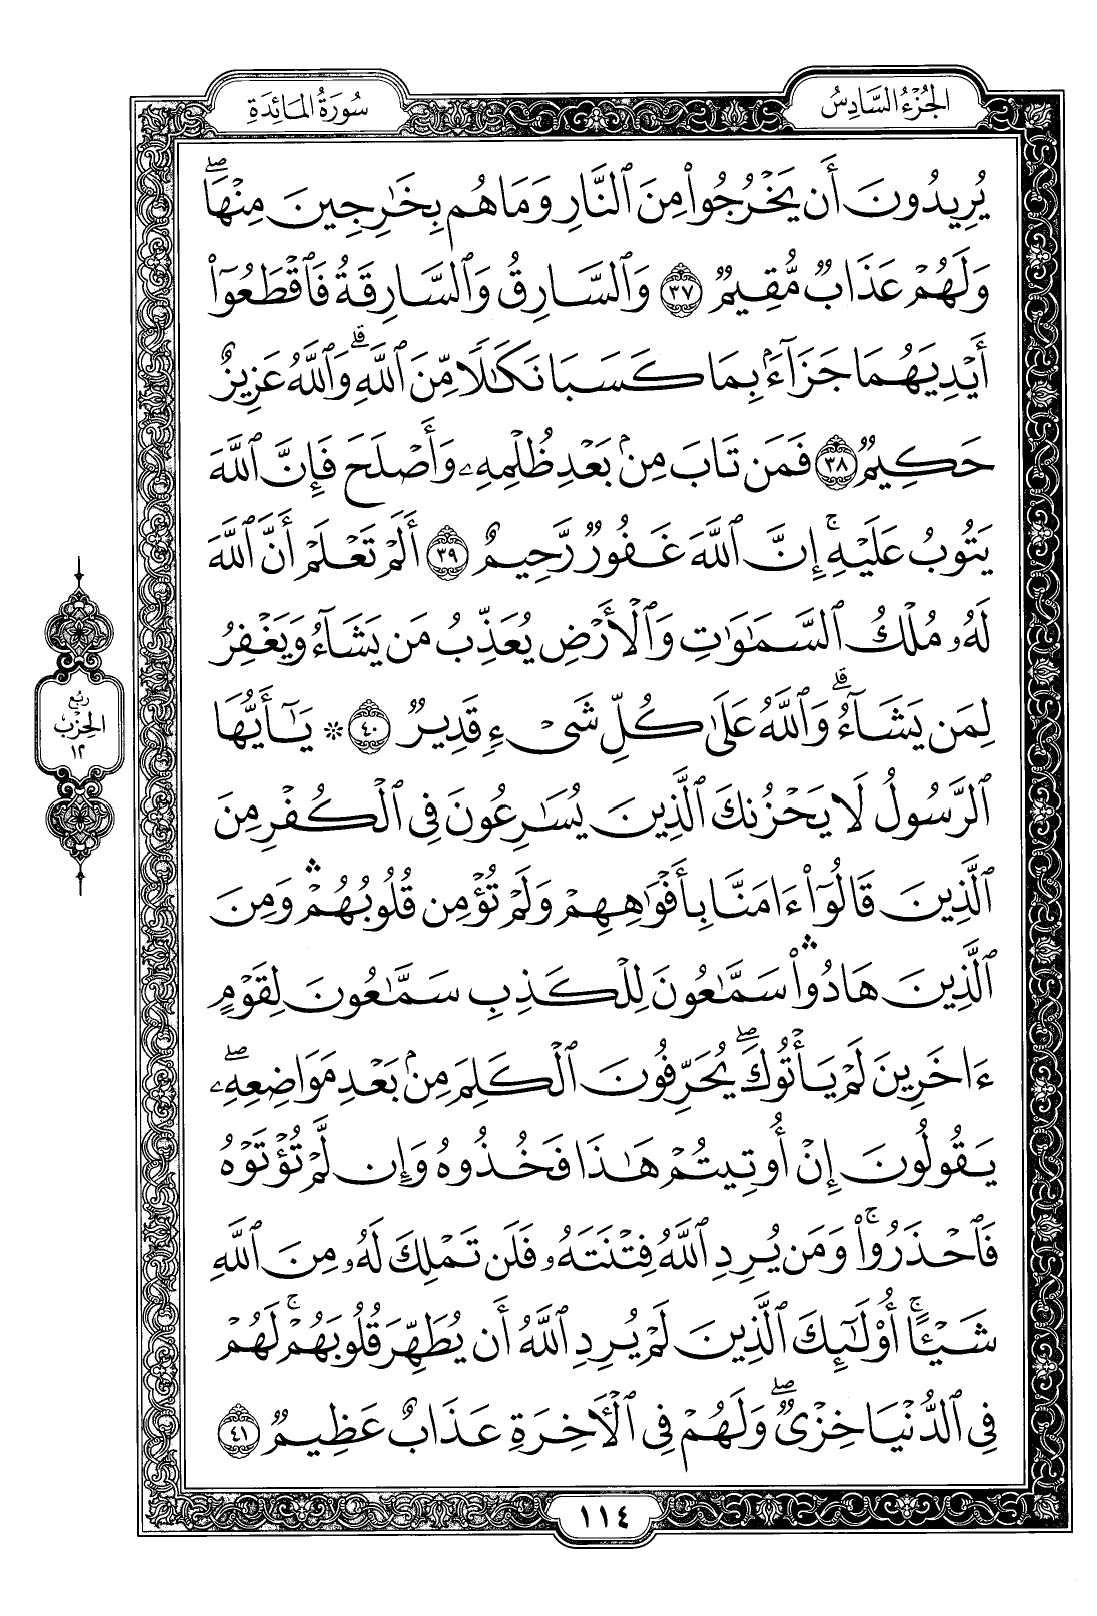 الجُزْءُ السَّادِسُ
سُورَةُ المَائِدَةِ
يُرِيدُونَ أَن يَخْرُجُوا۟ مِنَ ٱلنَّارِ وَمَا هُم بِخَـٰرِجِينَ مِنْهَا ۖ
وَلَهُمْ عَذَابٌ مُّقِيمٌ ٣٧ وَٱلسَّارِقُ وَٱلسَّارِقَةُ فَٱقْطَعُوٓا۟
أَيْدِيَهُمَا جَزَآءًۢ بِمَا كَسَبَا نَكَـٰلًا مِّنَ ٱللَّهِ ۗ وَٱللَّهُ عَزِيزٌ
حَكِيمٌ ٣٨ فَمَن تَابَ مِنۢ بَعْدِ ظُلْمِهِۦ وَأَصْلَحَ فَإِنَّ ٱللَّهَ
يَتُوبُ عَلَيْهِ ۚ إِنَّ ٱللَّهَ غَفُورٌ رَّحِيمٌ ٣٩ أَلَمْ تَعْلَمْ أَنَّ ٱللَّهَ
لَهُۥ مُلْكُ ٱلسَّمَـٰوَٰتِ وَٱلْأَرْضِ يُعَذِّبُ مَن يَشَآءُ وَيَغْفِرُ
لِمَن يَشَآءُ ۗ وَٱللَّهُ عَلَىٰ كُلِّ شَىْءٍ قَدِيرٌ ٤٠ ۞ يَـٰٓأَيُّهَا
ٱلرَّسُولُ لَا يَحْزُنكَ ٱلَّذِينَ يُسَـٰرِعُونَ فِى ٱلْكُفْرِ مِنَ
ٱلَّذِينَ قَالُوٓا۟ ءَامَنَّا بِأَفْوَٰهِهِمْ وَلَمْ تُؤْمِن قُلُوبُهُمْ ۛ وَمِنَ
ٱلَّذِينَ هَادُوا۟ ۛ سَمَّـٰعُونَ لِلْكَذِبِ سَمَّـٰعُونَ لِقَوْمٍ
ءَاخَرِينَ لَمْ يَأْتُوكَ ۖ يُحَرِّفُونَ ٱلْكَلِمَ مِنۢ بَعْدِ مَوَاضِعِهِۦ ۖ
يَقُولُونَ إِنْ أُوتِيتُمْ هَـٰذَا فَخُذُوهُ وَإِن لَّمْ تُؤْتَوْهُ
فَٱحْذَرُوا۟ ۚ وَمَن يُرِدِ ٱللَّهُ فِتْنَتَهُۥ فَلَن تَمْلِكَ لَهُۥ مِنَ ٱللَّهِ
شَيْـًٔا ۚ أُو۟لَـٰٓئِكَ ٱلَّذِينَ لَمْ يُرِدِ ٱللَّهُ أَن يُطَهِّرَ قُلُوبَهُمْ ۚ لَهُمْ
فِى ٱلدُّنْيَا خِزْىٌ ۖ وَلَهُمْ فِى ٱلْـَٔاخِرَةِ عَذَابٌ عَظِيمٌ ٤١
رُبْع
الحِزْب
١٢
١١٤